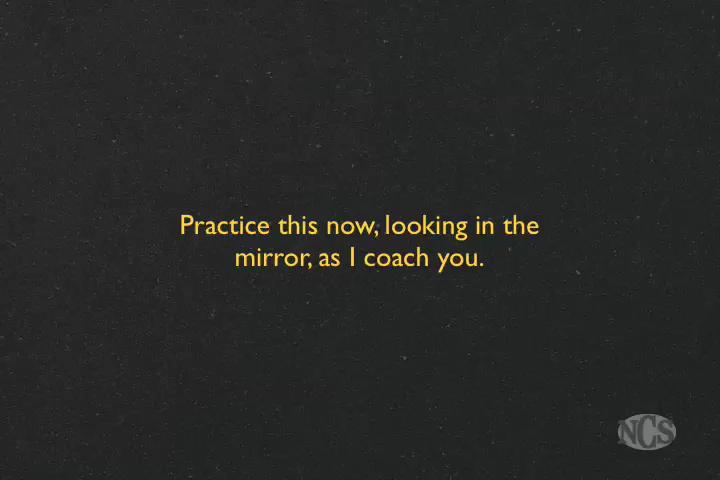 Practice this now, looking in the
mirror, as I coach you.
NCS